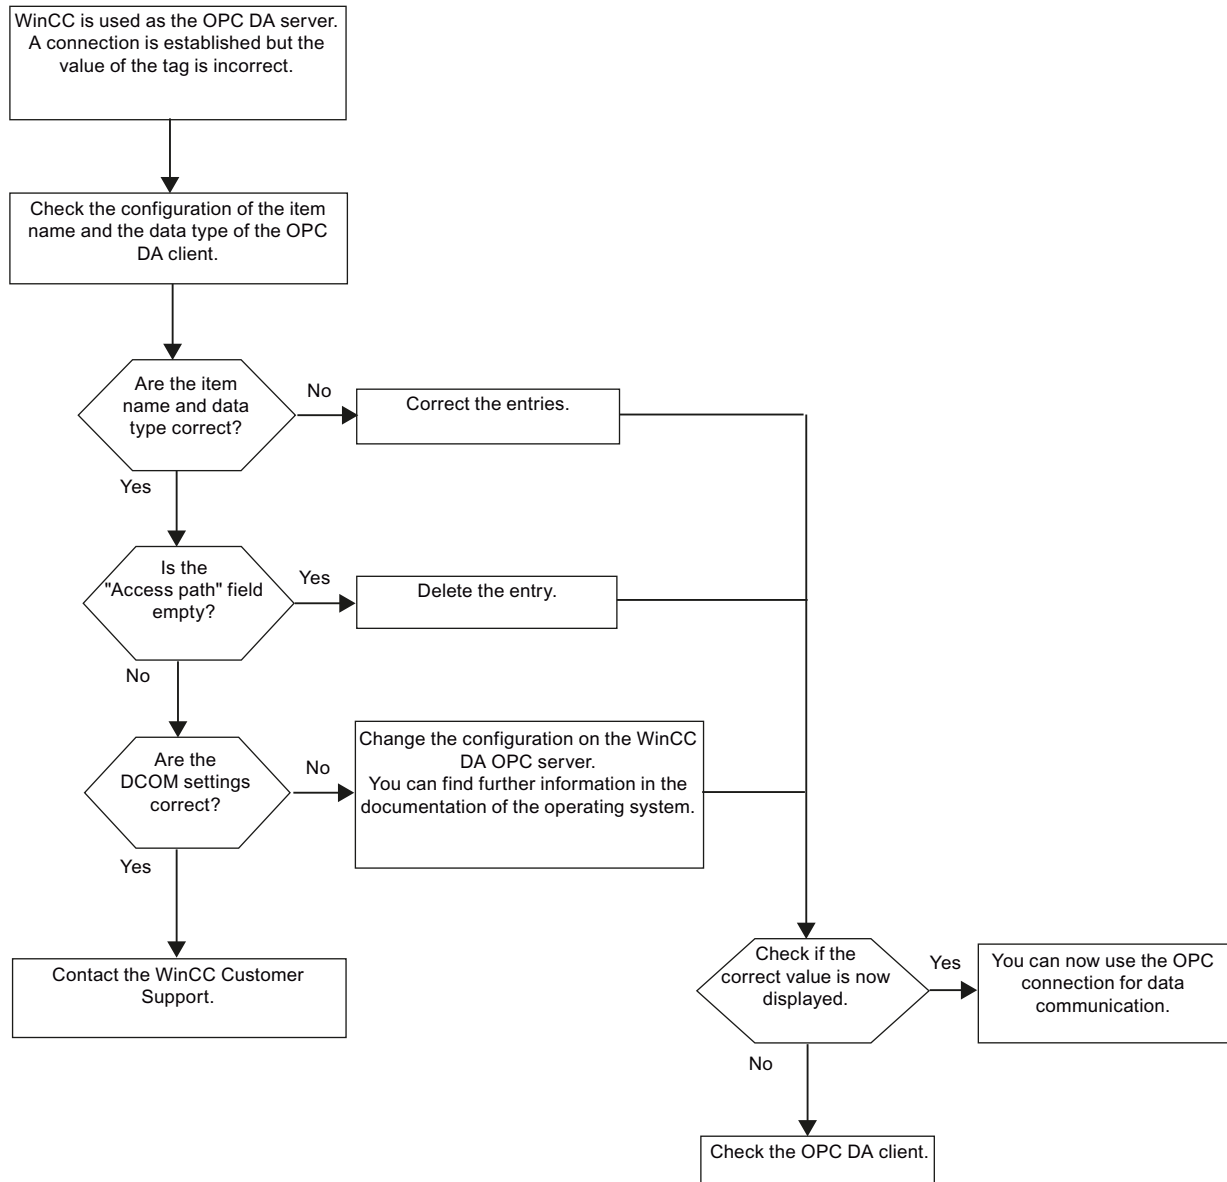 WinCC is used as the OPC DA server.
A connection is established but the
value of the tag is incorrect.
Check the configuration of the item
name and the data type of the OPC
DA client.
Are the item
name and data
type correct?
No
Correct the entries.
Yes
Is the
"Access path" field
empty?
Yes
Delete the entry.
No
Are the
DCOM settings
correct?
No
Change the configuration on the WinCC
DA OPC server.
You can find further information in the
documentation of the operating system.
Yes
Contact the WinCC Customer
Support.
Check if the
correct value is now
displayed.
Yes
You can now use the OPC
connection for data
communication.
No
Check the OPC DA client.